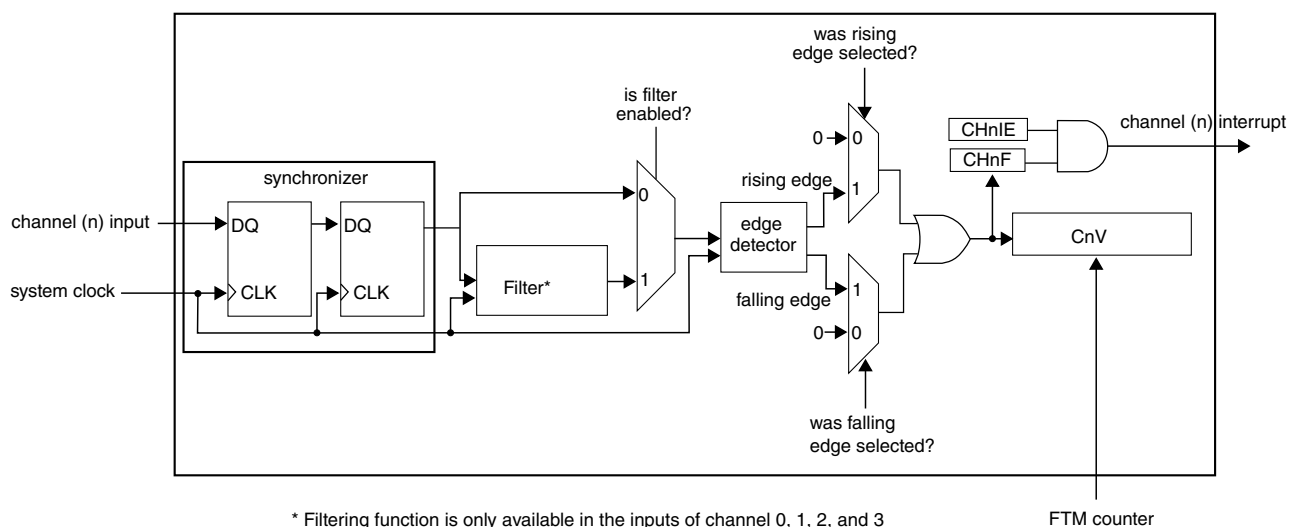 was rising
edge selected?
is filter
enabled?
0
0
CHnIE
channel (n) interrupt
CHnF
synchronizer
rising edge
1
0
channel (n) input
DQ
DQ
edge
detector
CnV
Filter*
1
system clock
CLK
CLK
falling edge
1
0
0
was falling
edge selected?
* Filtering function is only available in the inputs of channel 0, 1, 2, and 3
FTM counter